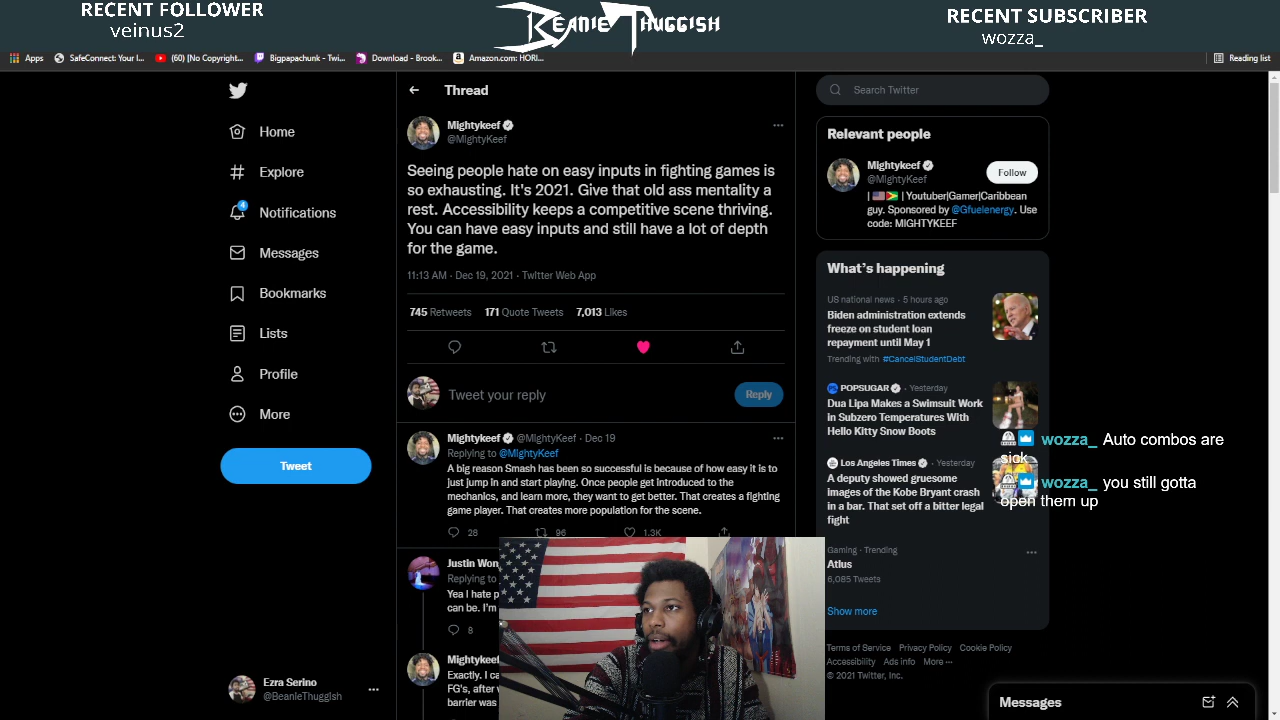 RECENT FOLLOWER
veinus2
BEANIE THUGGISH
RECENT SUBSCRIBER
wozza_
Apps
SafeConnect: Your I...
(60) [No Copyright...
Bigpapachunk - Twi...
Download - Brook...
Amazon.com: HORI...
Reading list
Home
Explore
4
Notifications
Messages
Bookmarks
Lists
Profile
More
Tweet
Ezra Serino
@BeanieThuggish
...
Thread
Mightykeef
@MightyKeef
Seeing people hate on easy inputs in fighting games is
so exhausting. It's 2021. Give that old ass mentality a
rest. Accessibility keeps a competitive scene thriving.
You can have easy inputs and still have a lot of depth
for the game.
11:13 AM · Dec 19, 2021 · Twitter Web App
745 Retweets 171 Quote Tweets 7,013 Likes
Tweet your reply
Reply
Mightykeef @MightyKeef · Dec 19
Replying to @MightyKeef
A big reason Smash has been so successful is because of how easy it is to
just jump in and start playing. Once people get introduced to the
mechanics, and learn more, they want to get better. That creates a fighting
game player. That creates more population for the scene.
28 96 1.3K
Justin Won
Replying to
Yea I hate p
can be. I'm
8
Mightykeef
Exactly. I ca
FG's, after
barrier was
Search Twitter
Relevant people
Mightykeef
@MightyKeef
Follow
| 🇺🇸🇬🇾 | Youtuber|Gamer|Caribbean
guy. Sponsored by @Gfuelenergy. Use
code: MIGHTYKEEF
What's happening
US national news · 5 hours ago
Biden administration extends
freeze on student loan
repayment until May 1
Trending with #CancelStudentDebt
POPSUGAR · Yesterday
Dua Lipa Makes a Swimsuit Work
in Subzero Temperatures With
Hello Kitty Snow Boots
Los Angeles Times · Yesterday
A deputy showed gruesome
images of the Kobe Bryant crash
in a bar. That set off a bitter legal
fight
Gaming · Trending
Atlus
6,085 Tweets
Show more
Terms of Service Privacy Policy Cookie Policy
Accessibility Ads info More ...
© 2021 Twitter, Inc.
wozza_ Auto combos are
sick
wozza_ you still gotta
open them up
Messages